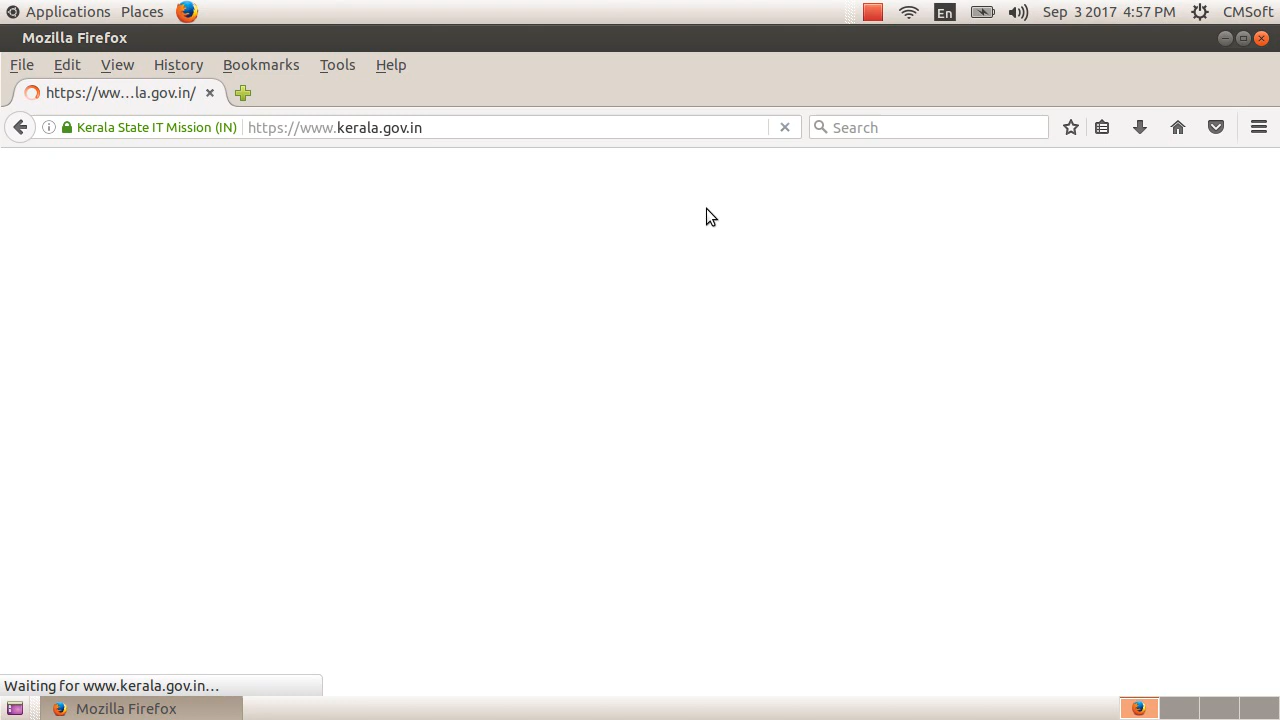 Applications Places En Sep 3 2017 4:57 PM CMSoft
Mozilla Firefox
File Edit View History Bookmarks Tools Help
https://ww...la.gov.in/
Kerala State IT Mission (IN) https://www.kerala.gov.in Search
Waiting for www.kerala.gov.in...
Mozilla Firefox